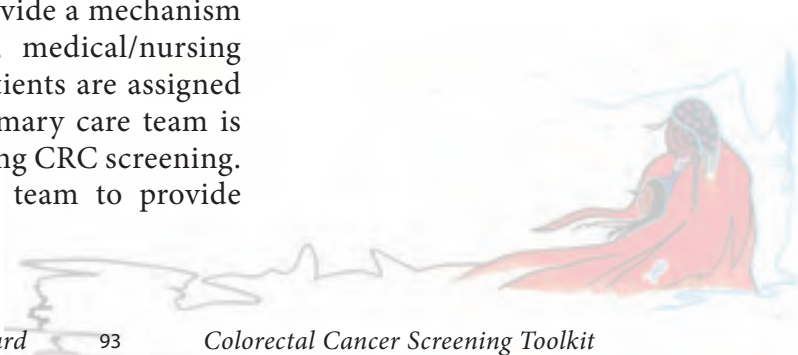 vide a mechanism
medical/nursing
tients are assigned
mary care team is
ng CRC screening.
team to provide
ard 93 Colorectal Cancer Screening Toolkit